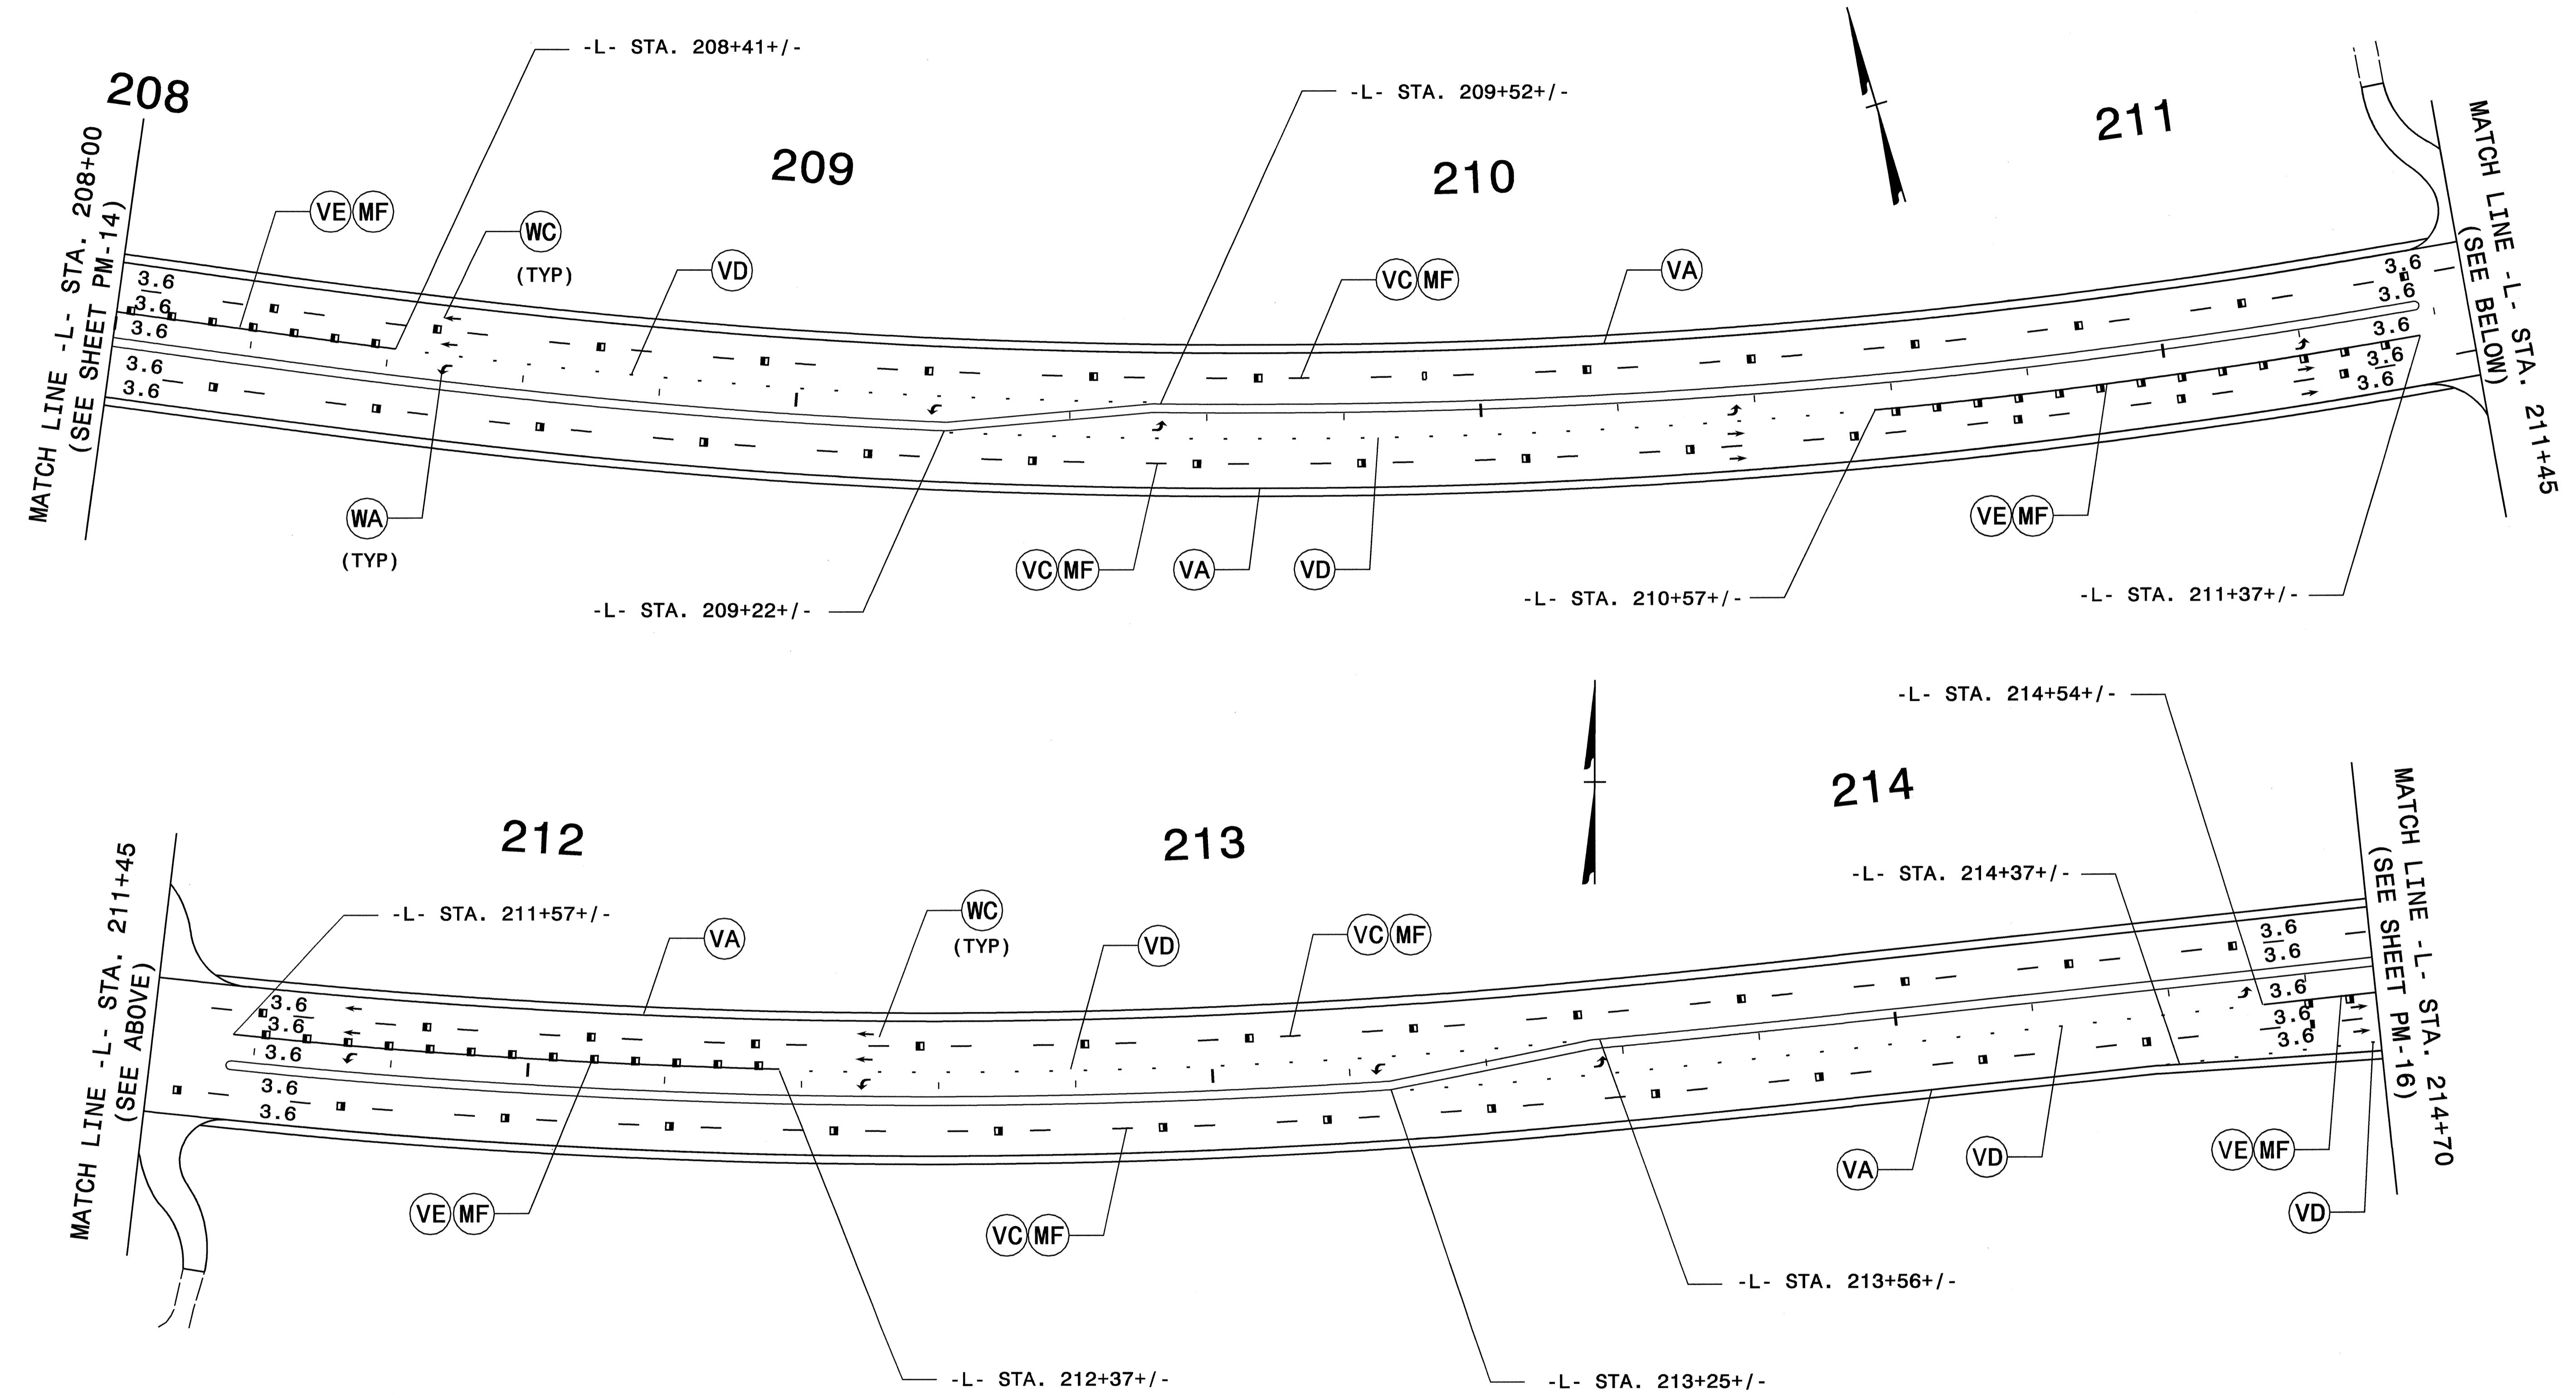 -L- STA. 208+41+/-
208
-L- STA. 209+52+/-
211
209
210
MATCH LINE -L- STA. 208+00
(SEE SHEET PM-14)
MATCH LINE -L- STA. 211+45
(SEE BELOW)
VE MF
WC
(TYP)
VD
VC MF
VA
3.6
3.6
3.6
3.6
3.6
3.6
3.6
3.6
3.6
3.6
WA
(TYP)
VC MF
VA
VD
VE MF
-L- STA. 209+22+/-
-L- STA. 210+57+/-
-L- STA. 211+37+/-
-L- STA. 214+54+/-
214
212
213
-L- STA. 214+37+/-
MATCH LINE -L- STA. 211+45
(SEE ABOVE)
MATCH LINE -L- STA. 214+70
(SEE SHEET PM-16)
-L- STA. 211+57+/-
VA
WC
(TYP)
VD
VC MF
3.6
3.6
3.6
3.6
3.6
3.6
3.6
3.6
3.6
3.6
VE MF
VC MF
VA
VD
VE MF
VD
-L- STA. 213+56+/-
-L- STA. 212+37+/-
-L- STA. 213+25+/-